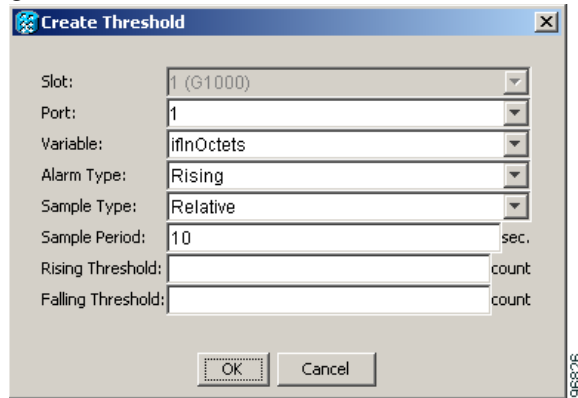 Create Threshold
Slot: 1 (G1000)
Port: 1
Variable: ifInOctets
Alarm Type: Rising
Sample Type: Relative
Sample Period: 10 sec.
Rising Threshold: count
Falling Threshold: count
OK Cancel
96826